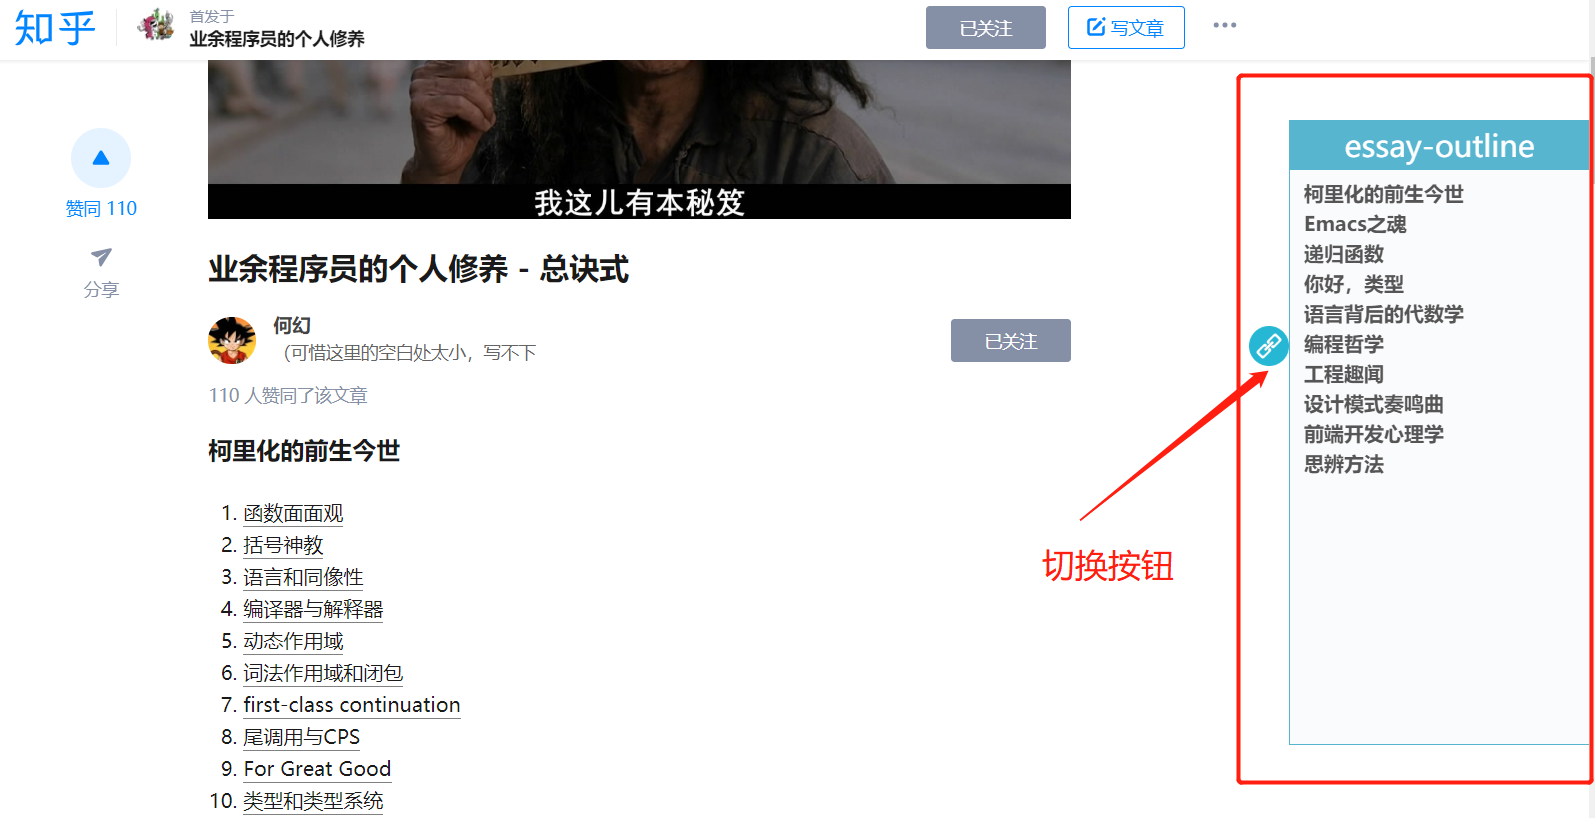 知乎
首发于
业余程序员的个人修养
已关注
写文章
赞同 110
分享
我这儿有本秘笈
业余程序员的个人修养 - 总诀式
何幻
（可惜这里的空白处太小，写不下
已关注
110 人赞同了该文章
柯里化的前生今世
1. 函数面面观
2. 括号神教
3. 语言和同像性
4. 编译器与解释器
5. 动态作用域
6. 词法作用域和闭包
7. first-class continuation
8. 尾调用与CPS
9. For Great Good
10. 类型和类型系统
切换按钮
essay-outline
柯里化的前生今世
Emacs之魂
递归函数
你好，类型
语言背后的代数学
编程哲学
工程趣闻
设计模式奏鸣曲
前端开发心理学
思辨方法